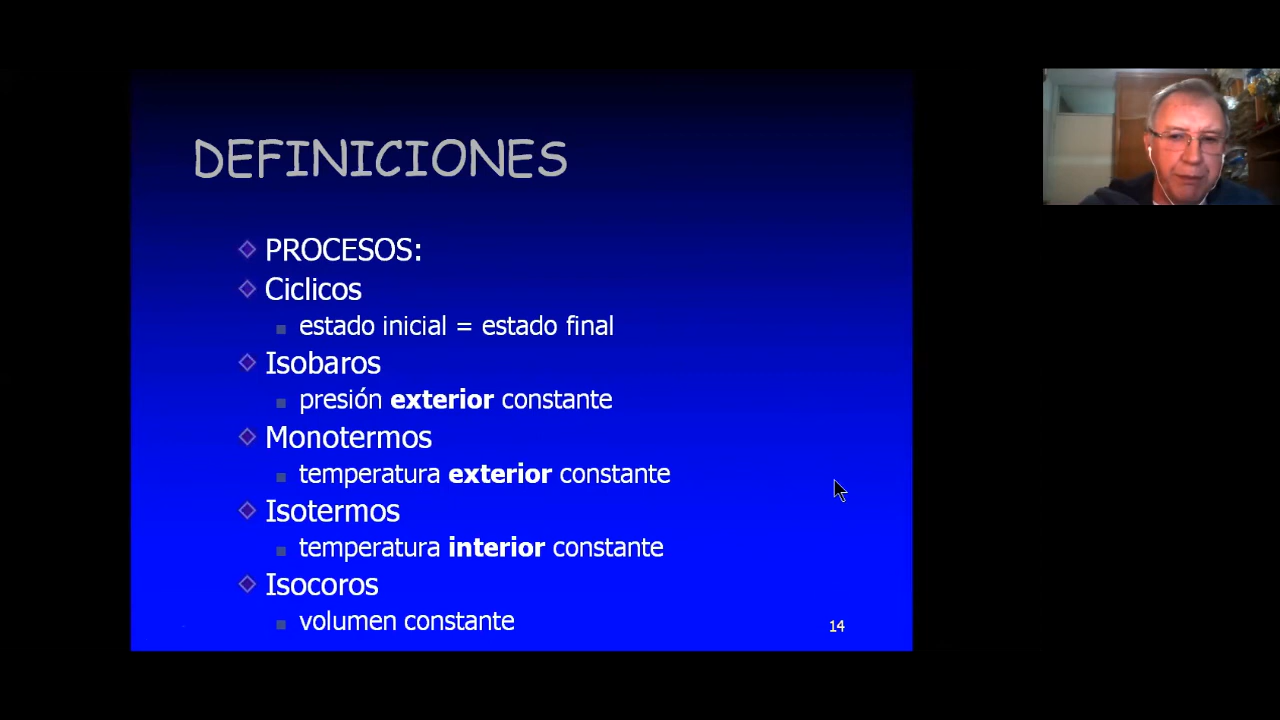 DEFINICIONES
PROCESOS:
Ciclicos
estado inicial = estado final
Isobaros
presión exterior constante
Monotermos
temperatura exterior constante
Isotermos
temperatura interior constante
Isocoros
volumen constante
14